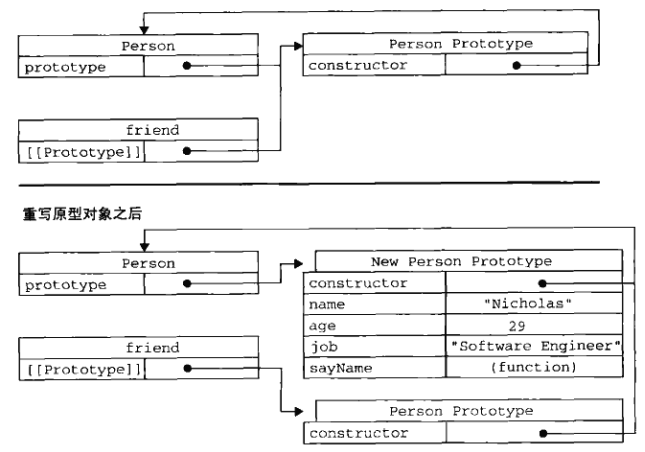 Person
prototype
Person Prototype
constructor
friend
[[Prototype]]
重写原型对象之后
Person
prototype
New Person Prototype
constructor
name "Nicholas"
age 29
job "Software Engineer"
sayName (function)
friend
[[Prototype]]
Person Prototype
constructor